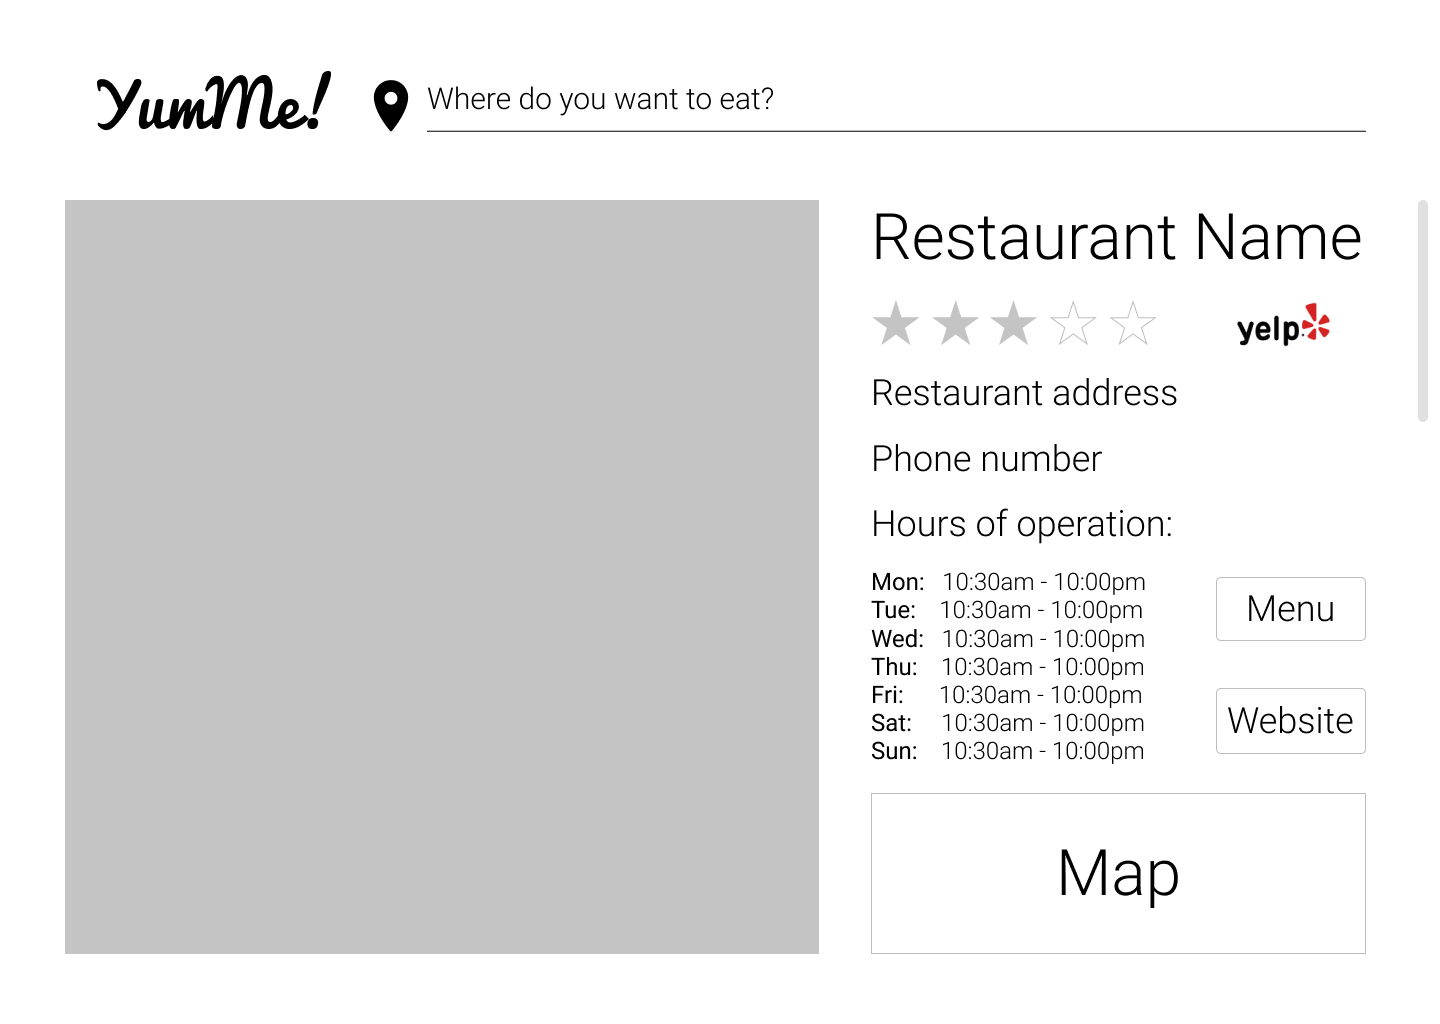 YumMe!
Where do you want to eat?
Restaurant Name
yelp
Restaurant address
Phone number
Hours of operation:
Mon: 10:30am - 10:00pm
Tue: 10:30am - 10:00pm
Wed: 10:30am - 10:00pm
Thu: 10:30am - 10:00pm
Fri: 10:30am - 10:00pm
Sat: 10:30am - 10:00pm
Sun: 10:30am - 10:00pm
Menu
Website
Map